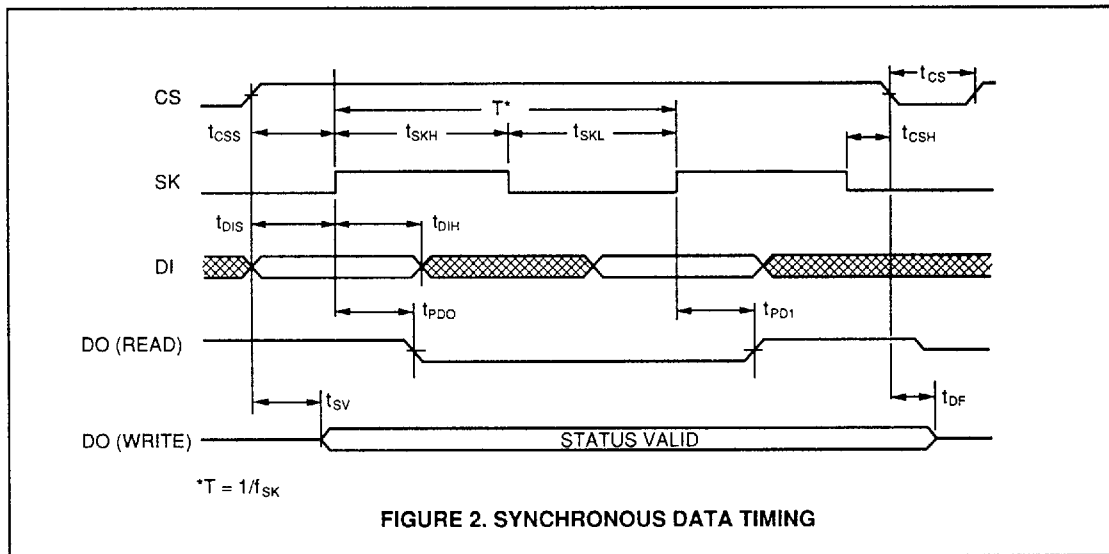 CS
t_CS
T*
t_CSS
t_SKH
t_SKL
t_CSH
SK
t_DIS
t_DIH
DI
t_PD0
t_PD1
DO (READ)
t_SV
t_DF
DO (WRITE)
STATUS VALID
*T = 1/f_SK
FIGURE 2. SYNCHRONOUS DATA TIMING